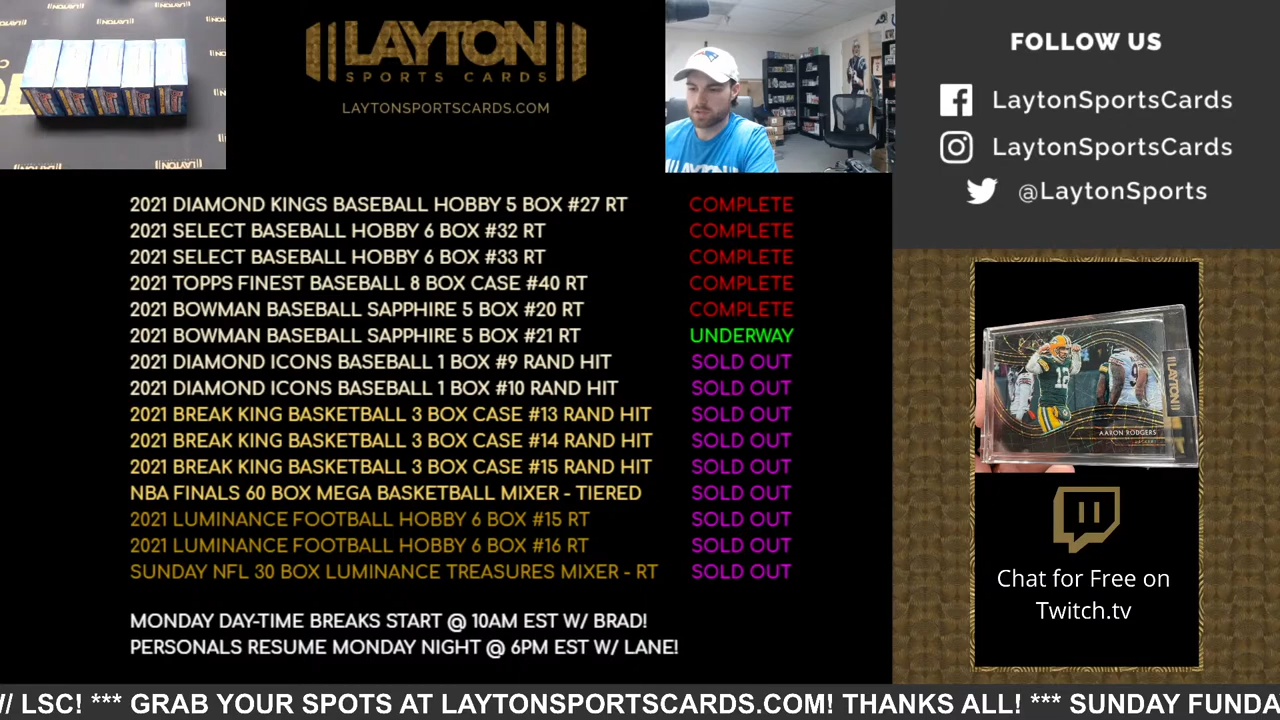 LAYTON
SPORTS CARDS
LAYTONSPORTSCARDS.COM
FOLLOW US
LaytonSportsCards
LaytonSportsCards
@LaytonSports
2021 DIAMOND KINGS BASEBALL HOBBY 5 BOX #27 RT COMPLETE
2021 SELECT BASEBALL HOBBY 6 BOX #32 RT COMPLETE
2021 SELECT BASEBALL HOBBY 6 BOX #33 RT COMPLETE
2021 TOPPS FINEST BASEBALL 8 BOX CASE #40 RT COMPLETE
2021 BOWMAN BASEBALL SAPPHIRE 5 BOX #20 RT COMPLETE
2021 BOWMAN BASEBALL SAPPHIRE 5 BOX #21 RT UNDERWAY
2021 DIAMOND ICONS BASEBALL 1 BOX #9 RAND HIT SOLD OUT
2021 DIAMOND ICONS BASEBALL 1 BOX #10 RAND HIT SOLD OUT
2021 BREAK KING BASKETBALL 3 BOX CASE #13 RAND HIT SOLD OUT
2021 BREAK KING BASKETBALL 3 BOX CASE #14 RAND HIT SOLD OUT
2021 BREAK KING BASKETBALL 3 BOX CASE #15 RAND HIT SOLD OUT
NBA FINALS 60 BOX MEGA BASKETBALL MIXER - TIERED SOLD OUT
2021 LUMINANCE FOOTBALL HOBBY 6 BOX #15 RT SOLD OUT
2021 LUMINANCE FOOTBALL HOBBY 6 BOX #16 RT SOLD OUT
SUNDAY NFL 30 BOX LUMINANCE TREASURES MIXER - RT SOLD OUT
MONDAY DAY-TIME BREAKS START @ 10AM EST W/ BRAD!
PERSONALS RESUME MONDAY NIGHT @ 6PM EST W/ LANE!
AARON RODGERS
LAYTON
12
Chat for Free on
Twitch.tv
W/ LSC! *** GRAB YOUR SPOTS AT LAYTONSPORTSCARDS.COM! THANKS ALL! *** SUNDAY FUNDA